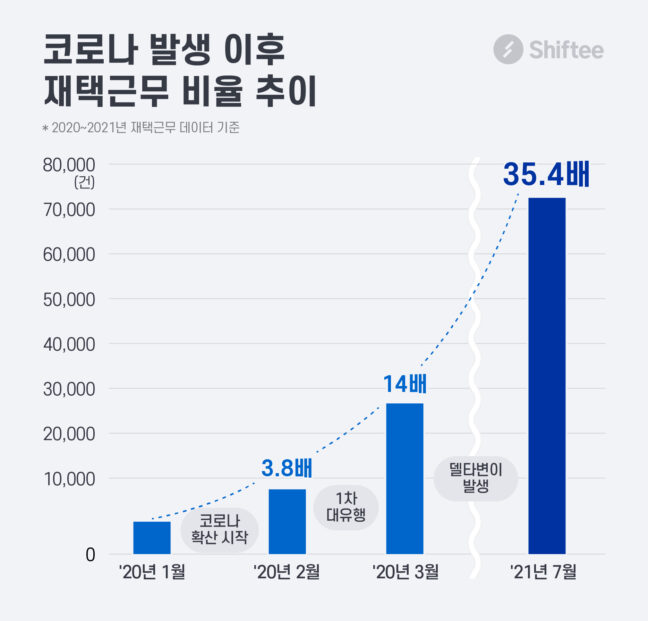 코로나 발생 이후
재택근무 비율 추이
Shiftee
* 2020~2021년 재택근무 데이터 기준
80,000
(건)
70,000
60,000
50,000
40,000
30,000
20,000
10,000
0
3.8배
14배
35.4배
코로나
확산 시작
1차
대유행
델타변이
발생
'20년 1월
'20년 2월
'20년 3월
'21년 7월